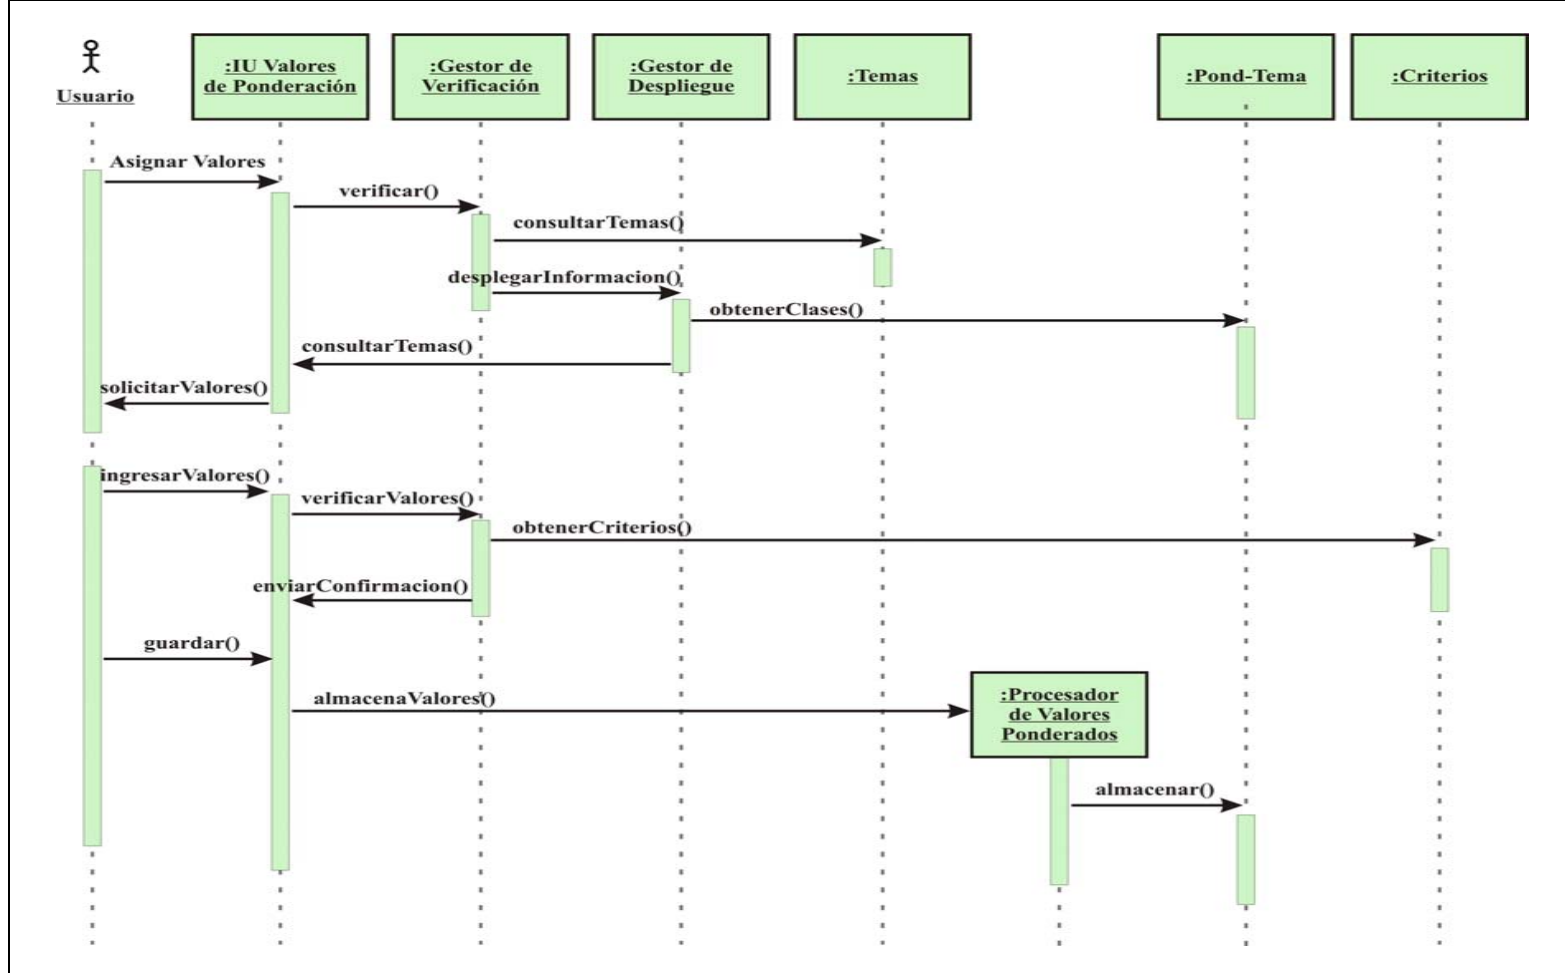 Usuario
:IU Valores
de Ponderación
:Gestor de
Verificación
:Gestor de
Despliegue
:Temas
:Pond-Tema
:Criterios
Asignar Valores
verificar()
consultarTemas()
desplegarInformacion()
obtenerClases()
consultarTemas()
solicitarValores()
ingresarValores()
verificarValores()
obtenerCriterios()
enviarConfirmacion()
guardar()
almacenaValores()
:Procesador
de Valores
Ponderados
almacenar()